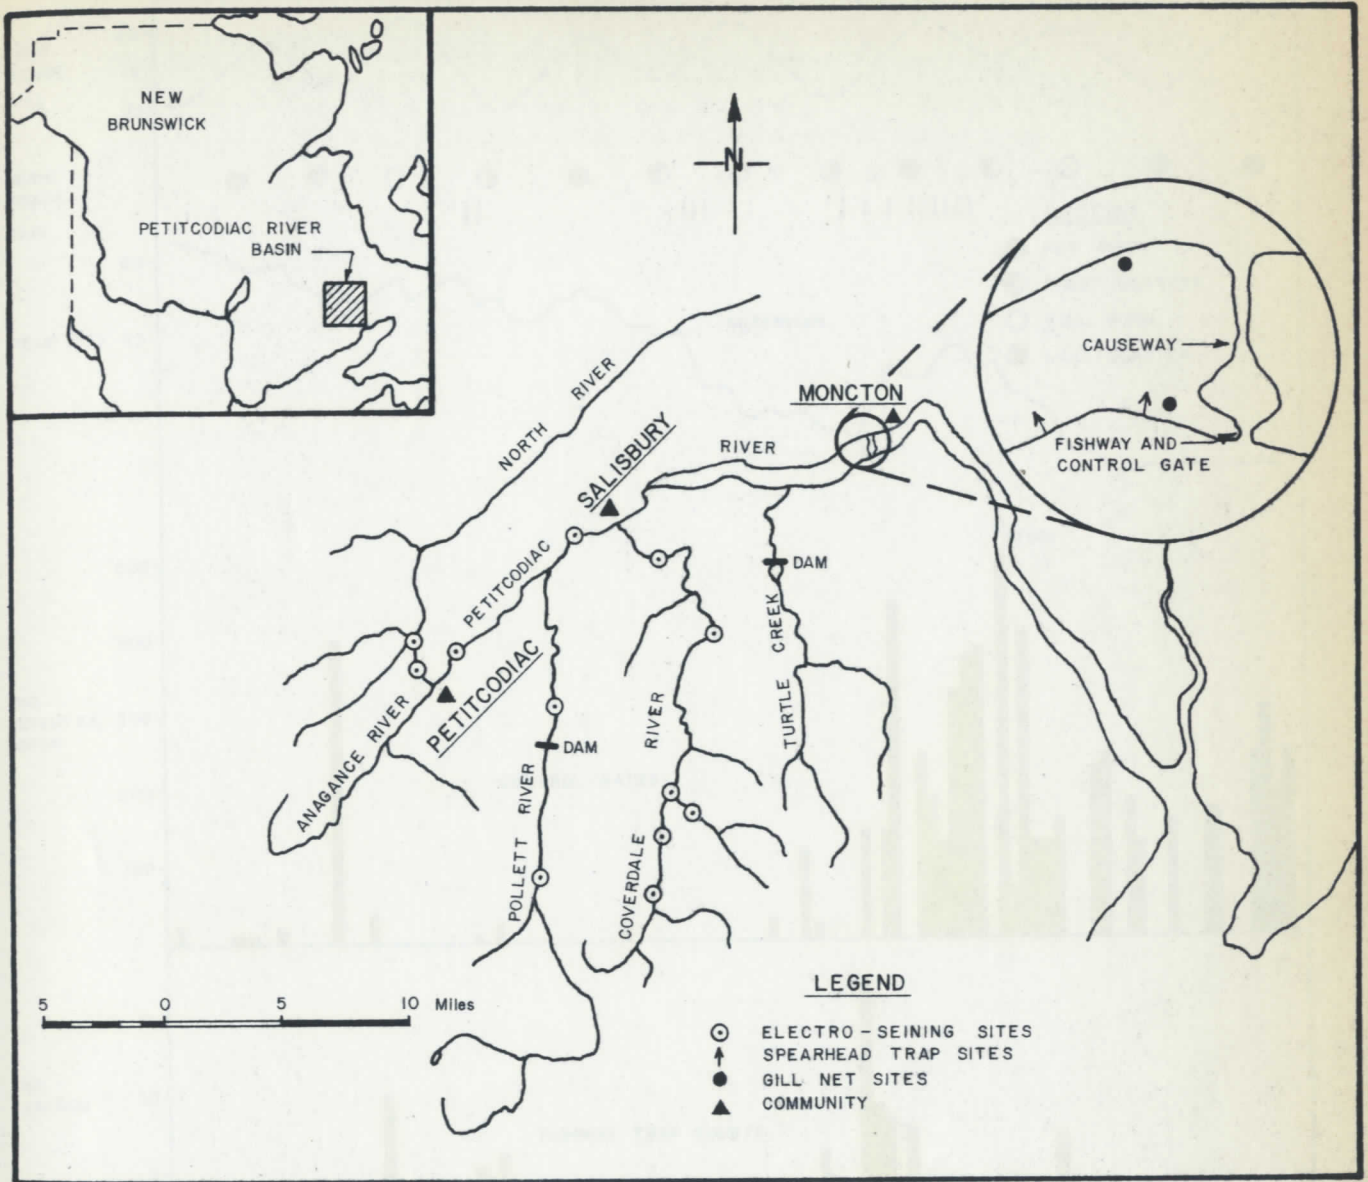 NEW
BRUNSWICK
PETITCODIAC RIVER
BASIN
N
CAUSEWAY
FISHWAY AND
CONTROL GATE
MONCTON
NORTH RIVER
SALISBURY
PETITCODIAC RIVER
DAM
PETITCODIAC
ANAGANCE RIVER
POLLETT RIVER
DAM
COVERDALE RIVER
TURTLE CREEK
5 0 5 10 Miles
LEGEND
ELECTRO-SEINING SITES
SPEARHEAD TRAP SITES
GILL NET SITES
COMMUNITY